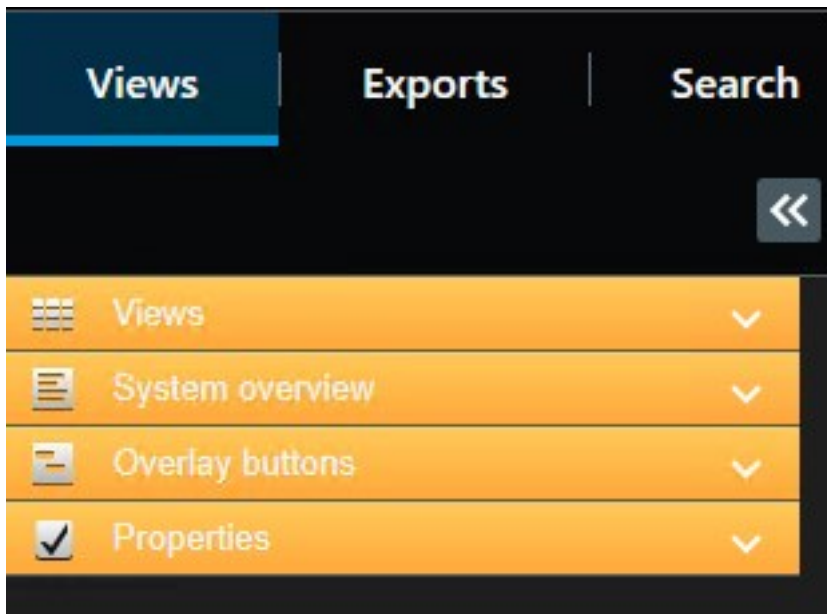 Views Exports Search
Views
System overview
Overlay buttons
Properties